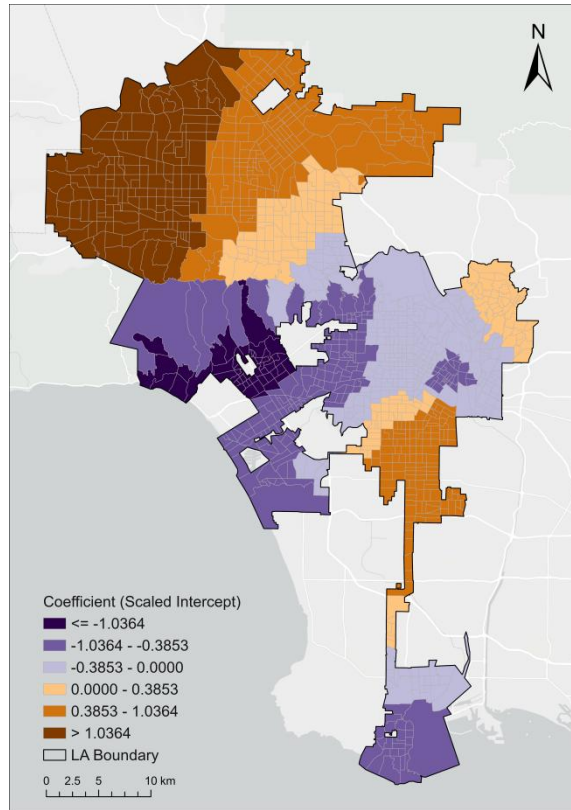 N
Coefficient (Scaled Intercept)
<= -1.0364
-1.0364 - -0.3853
-0.3853 - 0.0000
0.0000 - 0.3853
0.3853 - 1.0364
> 1.0364
LA Boundary
0 2.5 5 10 km